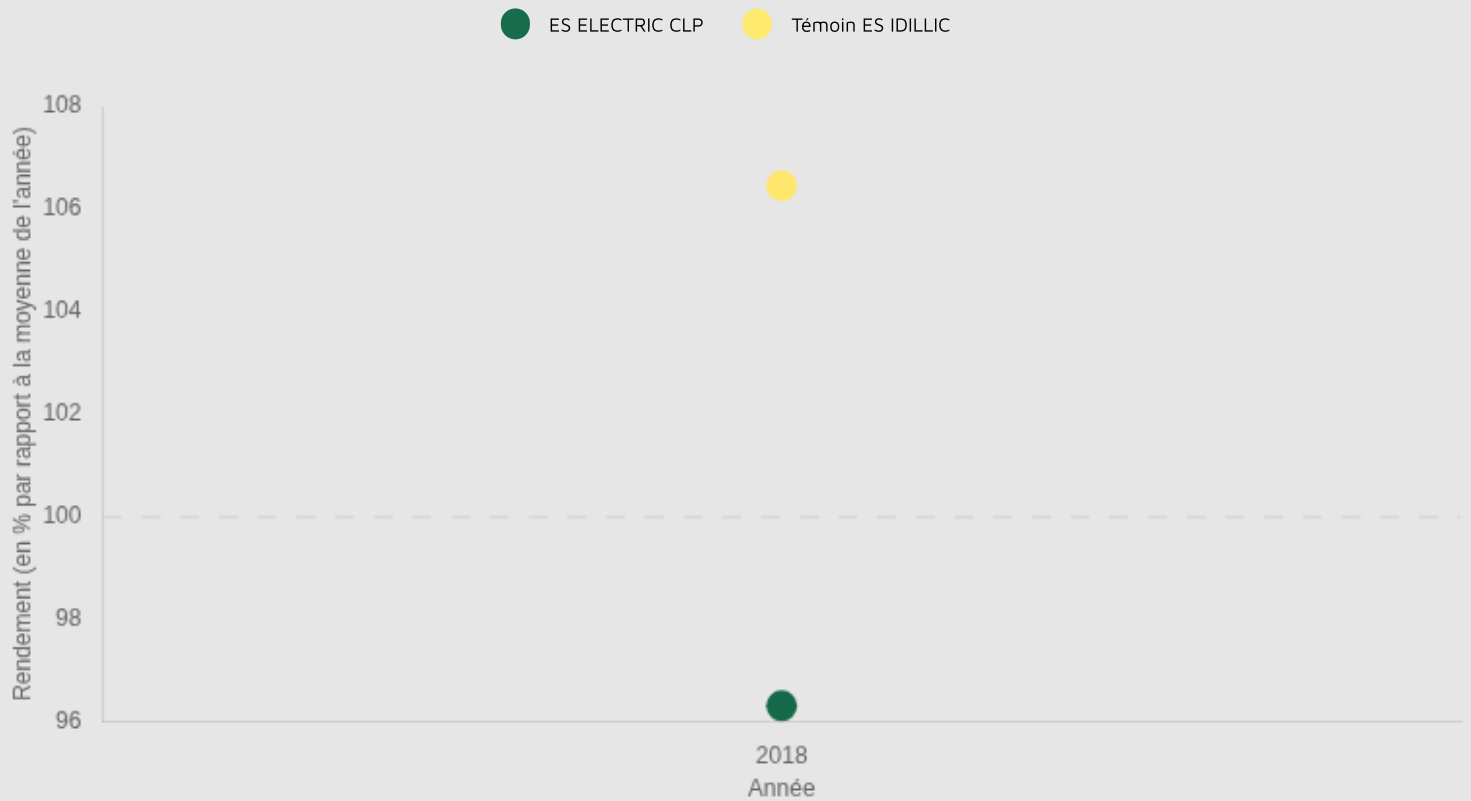 ES ELECTRIC CLP
Témoin ES IDILLIC
Rendement (en % par rapport à la moyenne de l'année)
108
106
104
102
100
98
96
2018
Année